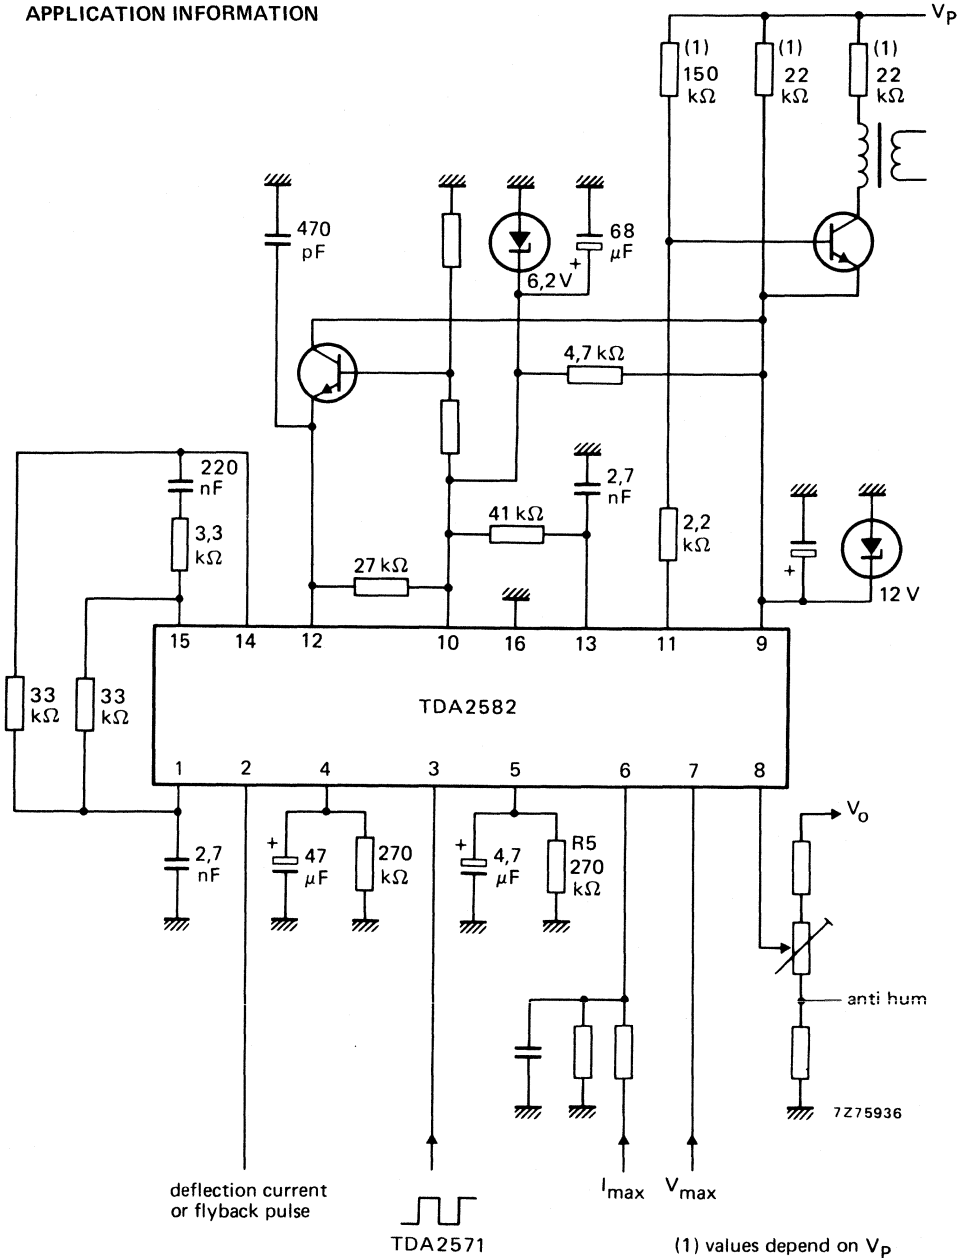 APPLICATION INFORMATION
V_P
(1)
150
kΩ
(1)
22
kΩ
(1)
22
kΩ
470
pF
68
μF
+
6,2 V
4,7 kΩ
220
nF
2,7
nF
3,3
kΩ
41 kΩ
2,2
kΩ
27 kΩ
+
12 V
15 14 12 10 16 13 11 9
33
kΩ
33
kΩ
TDA2582
1 2 4 3 5 6 7 8
2,7
nF
+
47
μF
270
kΩ
+
4,7
μF
R5
270
kΩ
V_o
anti hum
7Z75936
deflection current
or flyback pulse
TDA2571
I_max
V_max
(1) values depend on V_P